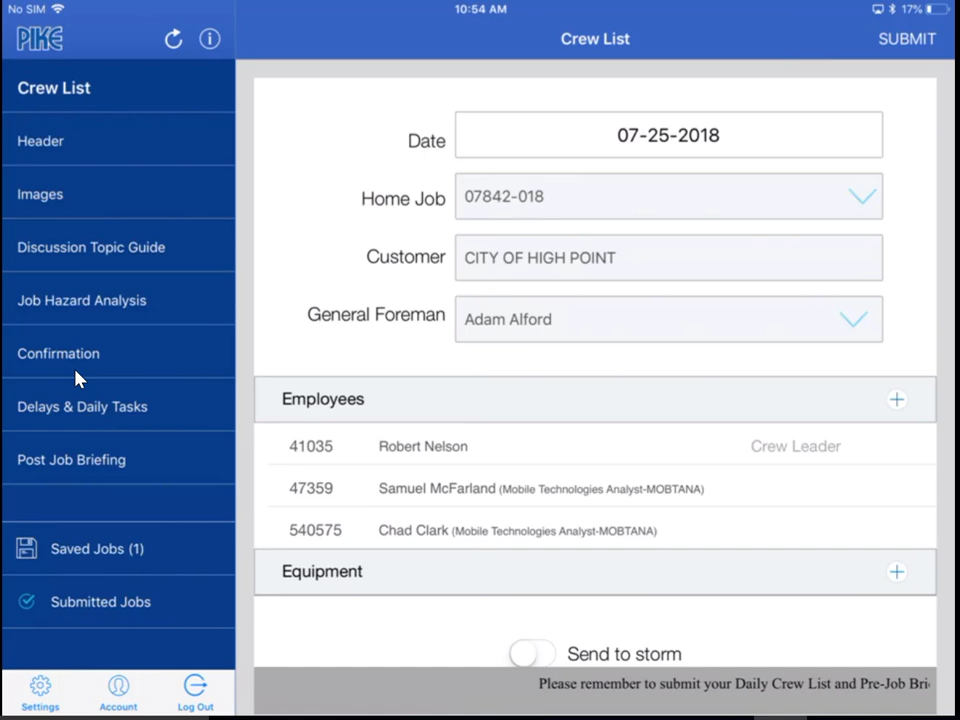 No SIM 10:54 AM 17%
PIKE Crew List SUBMIT
Crew List
Header
Images
Discussion Topic Guide
Job Hazard Analysis
Confirmation
Delays & Daily Tasks
Post Job Briefing
Saved Jobs (1)
Submitted Jobs
Settings Account Log Out
Date 07-25-2018
Home Job 07842-018
Customer CITY OF HIGH POINT
General Foreman Adam Alford
Employees
41035 Robert Nelson Crew Leader
47359 Samuel McFarland (Mobile Technologies Analyst-MOBTANA)
540575 Chad Clark (Mobile Technologies Analyst-MOBTANA)
Equipment
Send to storm
Please remember to submit your Daily Crew List and Pre-Job Bri